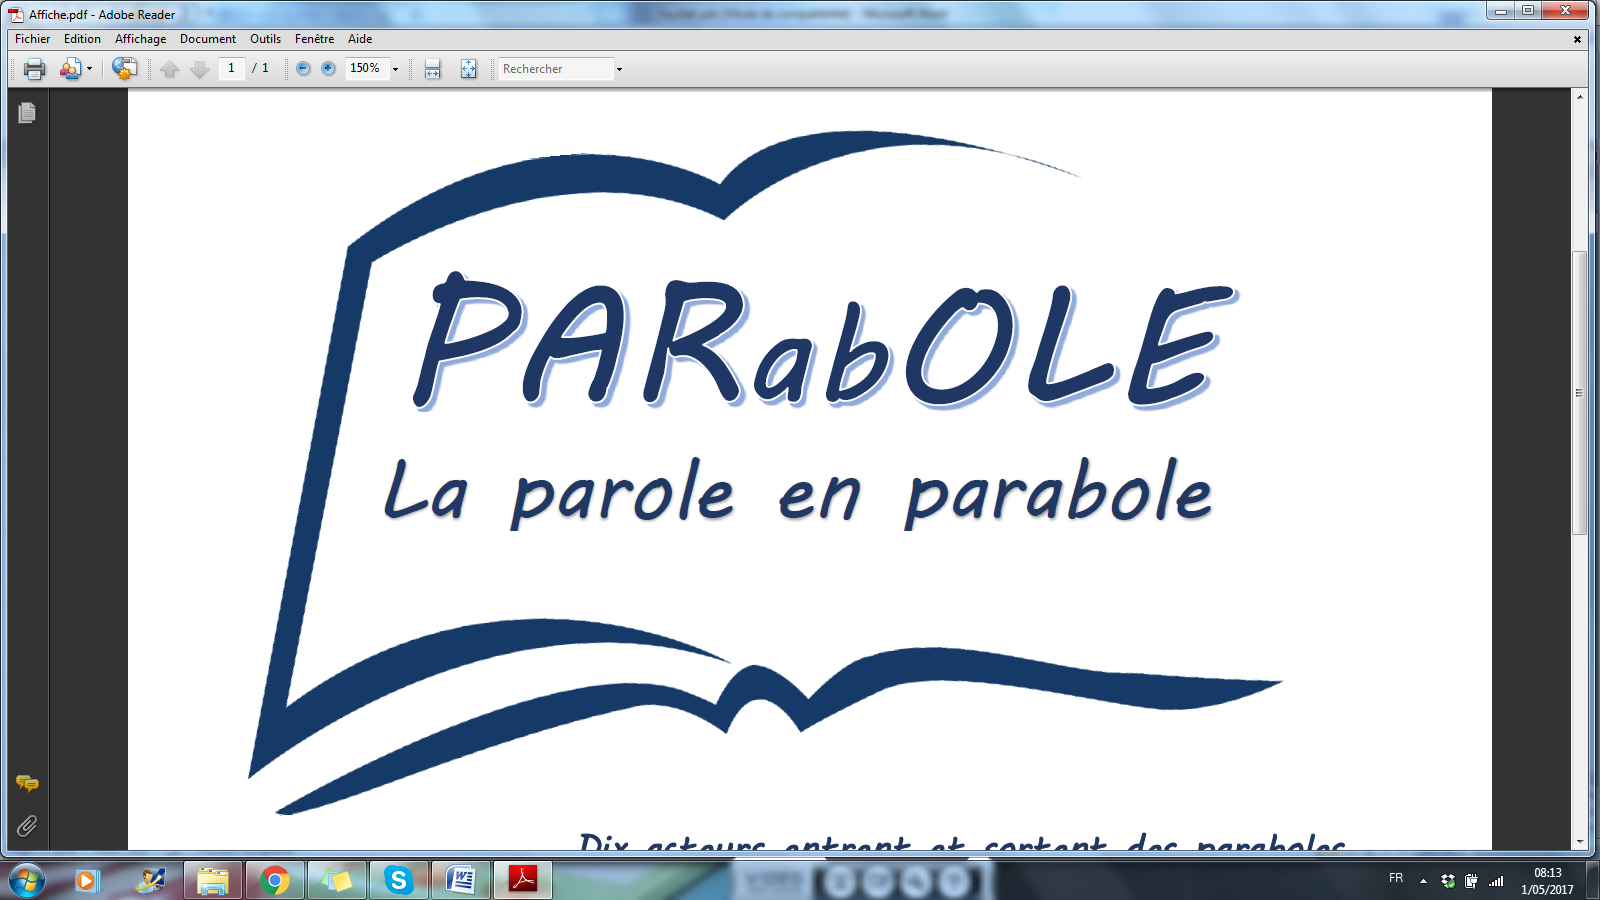 Affiche.pdf - Adobe Reader
Fichier Edition Affichage Document Outils Fenêtre Aide
1 / 1 150% Rechercher
PARabOLE
La parole en parabole
Dix acteurs entrent et sortent des paraboles
FR 08:13
1/05/2017